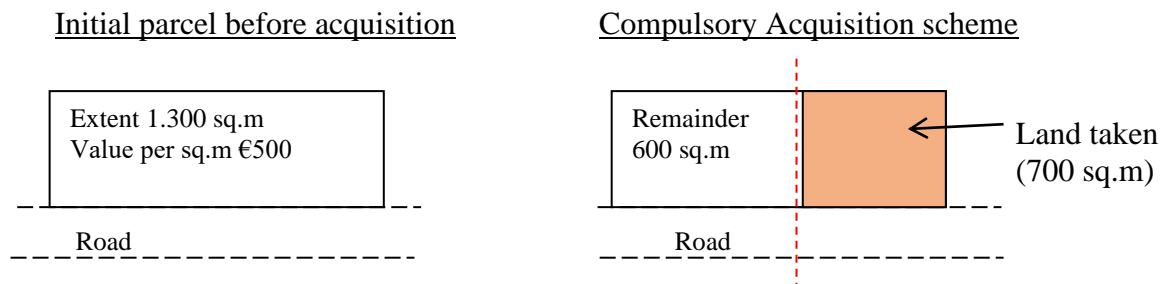 Initial parcel before acquisition
Compulsory Acquisition scheme
Extent 1.300 sq.m
Value per sq.m €500
Remainder
600 sq.m
Land taken
(700 sq.m)
Road
Road